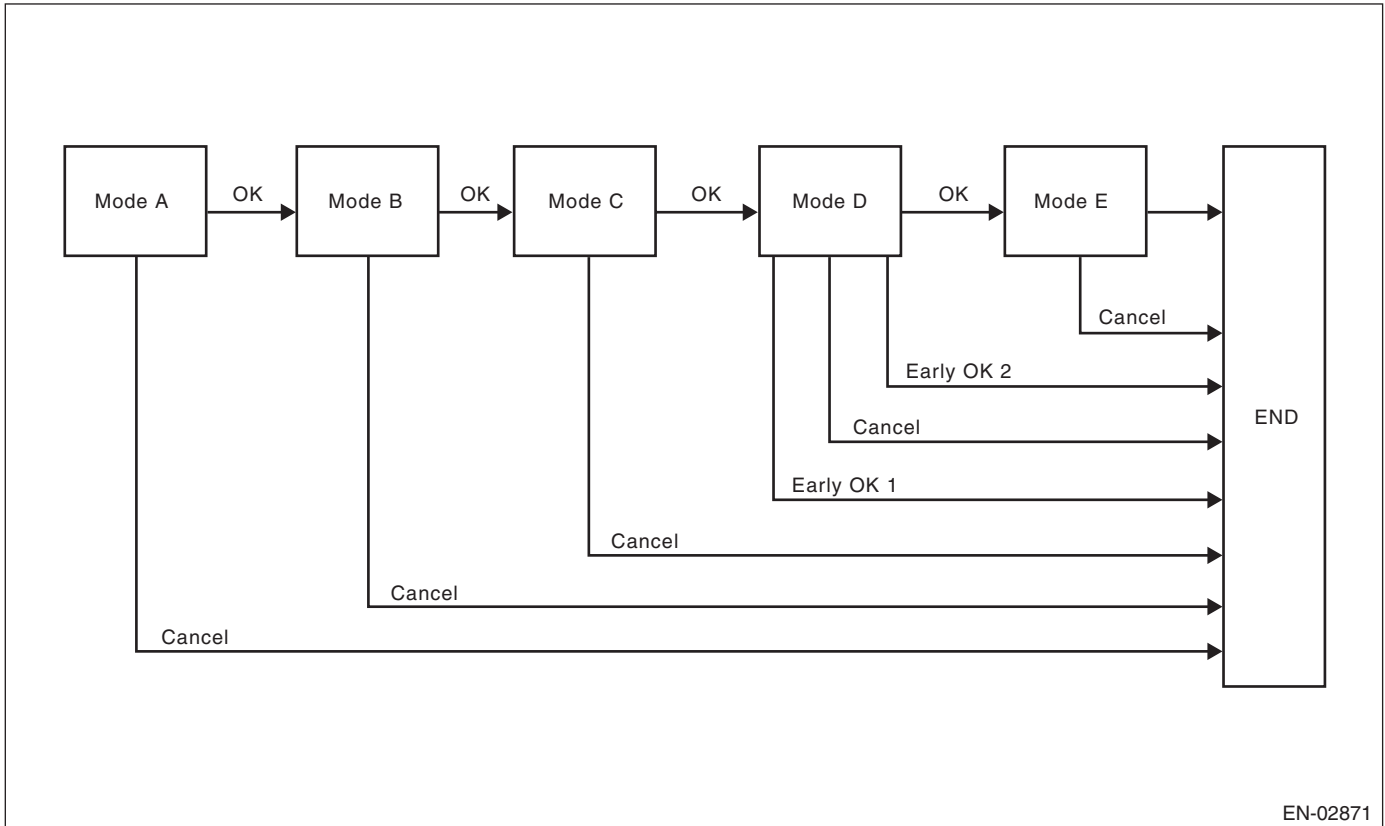 OK
OK
OK
OK
Mode A
Mode B
Mode C
Mode D
Mode E
Cancel
Early OK 2
END
Cancel
Early OK 1
Cancel
Cancel
Cancel
EN-02871